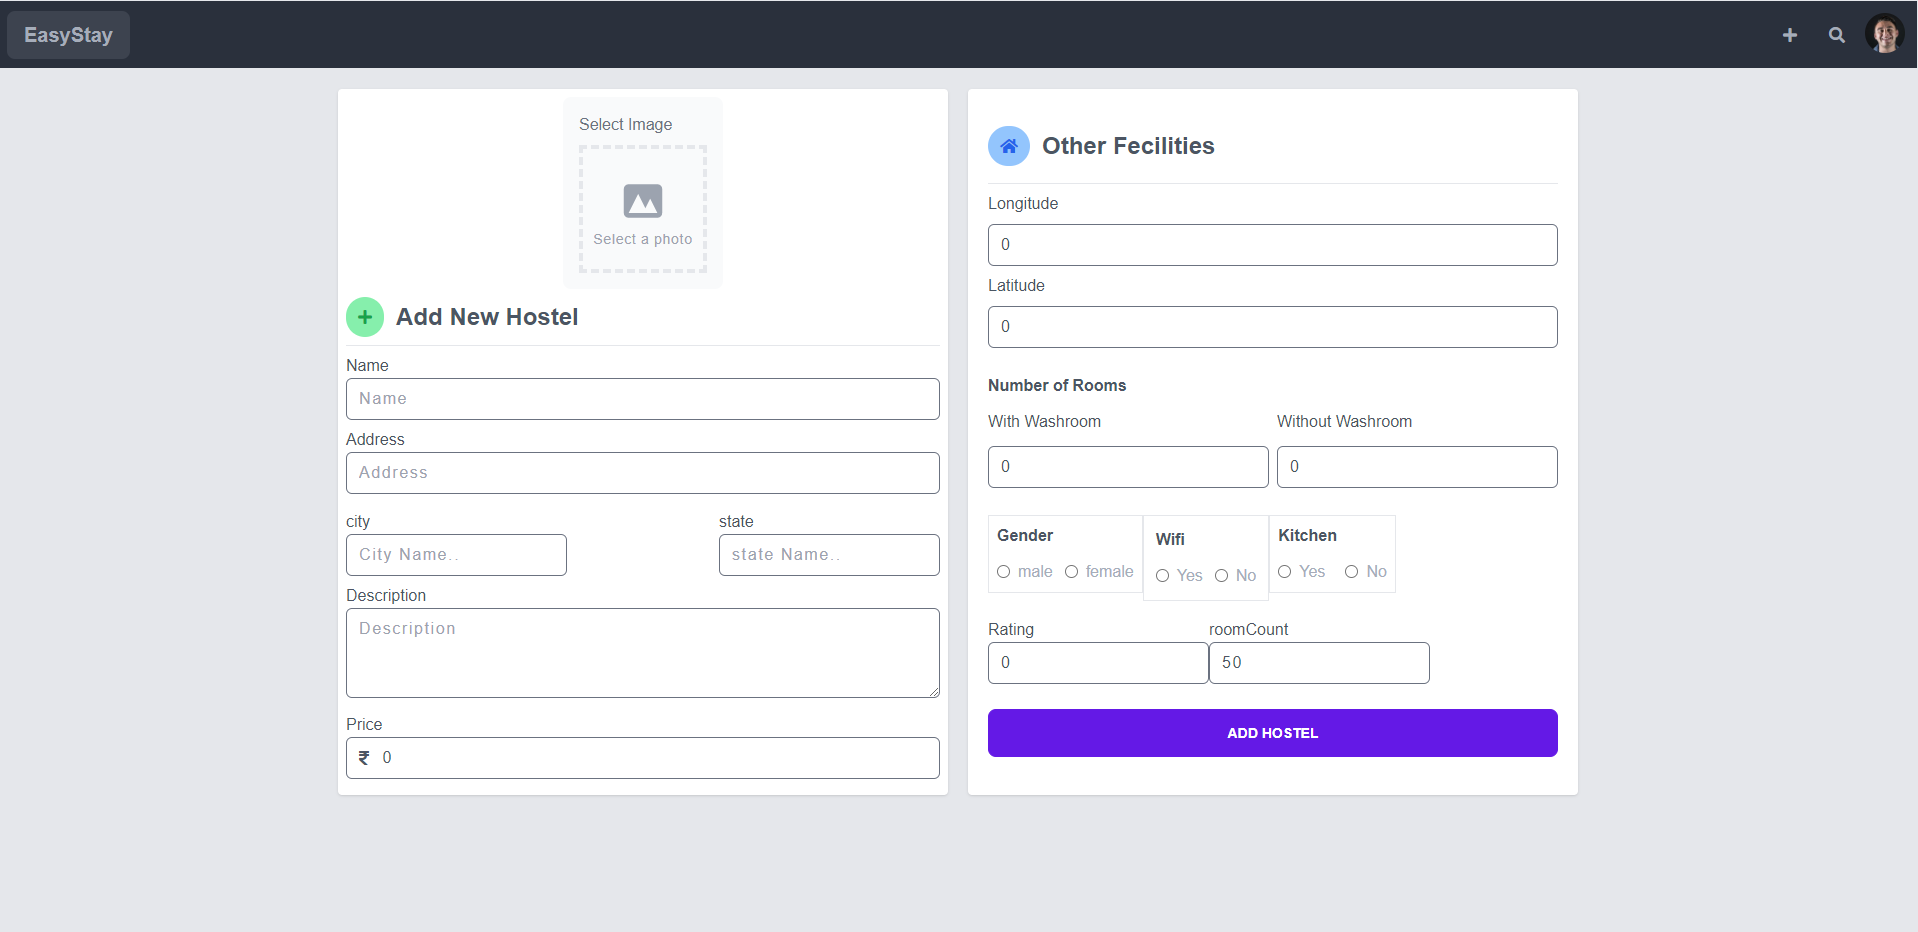 EasyStay
Select Image
Select a photo
Add New Hostel
Name
Name
Address
Address
city state
City Name.. state Name..
Description
Description
Price
₹ 0
Other Fecilities
Longitude
0
Latitude
0
Number of Rooms
With Washroom Without Washroom
0 0
Gender Wifi Kitchen
male female Yes No Yes No
Rating roomCount
0 50
ADD HOSTEL